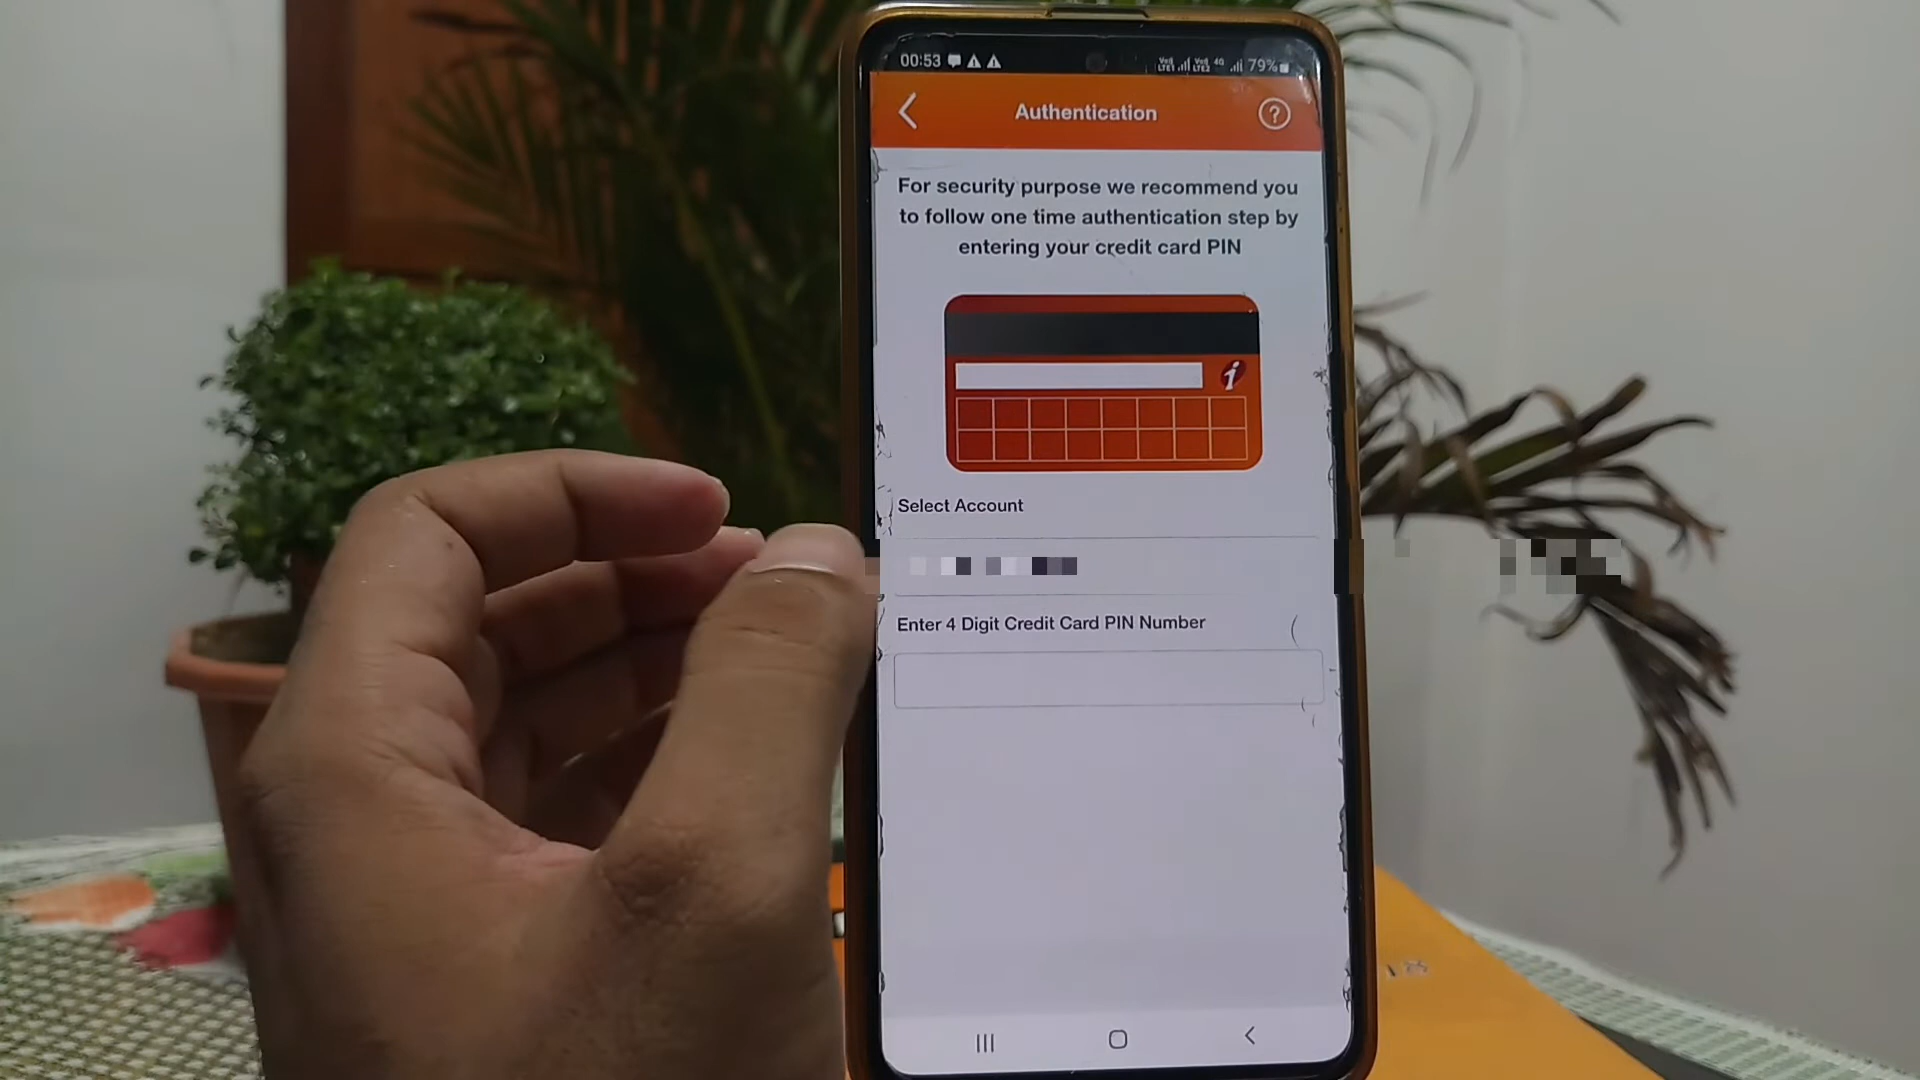 00:53 79%
Authentication
?
For security purpose we recommend you
to follow one time authentication step by
entering your credit card PIN
i
Select Account
Enter 4 Digit Credit Card PIN Number